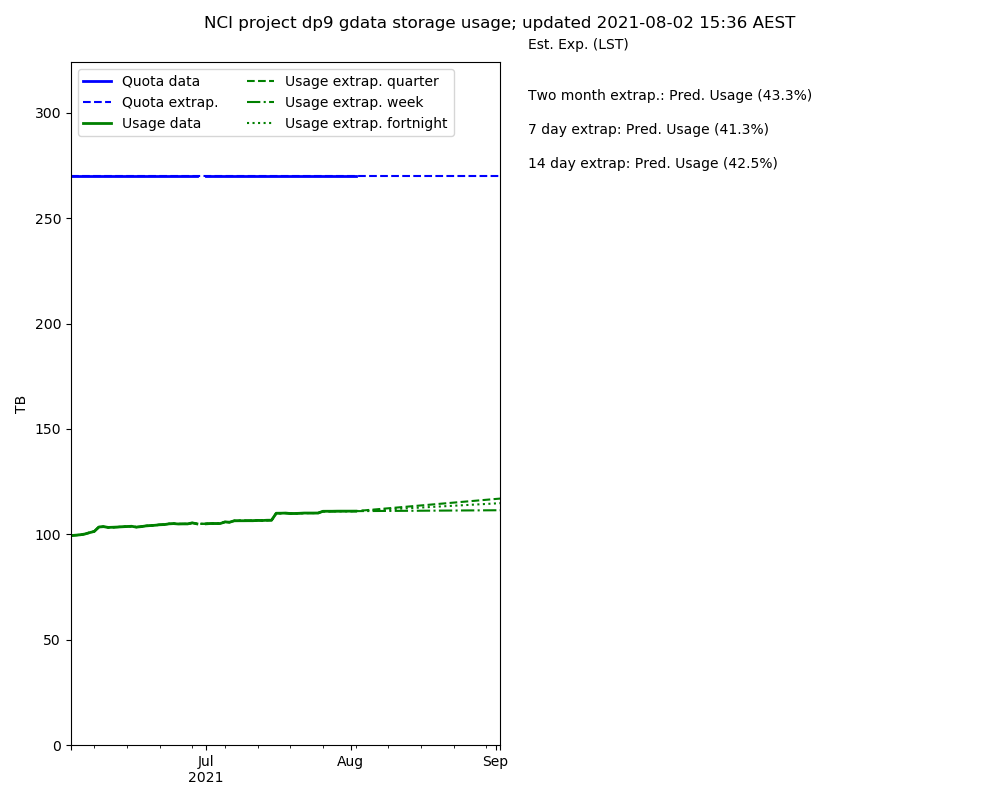 NCI project dp9 gdata storage usage; updated 2021-08-02 15:36 AEST
Est. Exp. (LST)
Two month extrap.: Pred. Usage (43.3%)
7 day extrap: Pred. Usage (41.3%)
14 day extrap: Pred. Usage (42.5%)
Quota data
Quota extrap.
Usage data
Usage extrap. quarter
Usage extrap. week
Usage extrap. fortnight
TB
300
250
200
150
100
50
0
Jul
2021
Aug
Sep